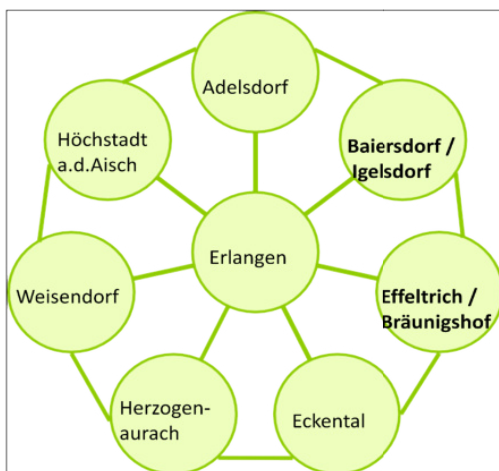 Adelsdorf
Höchstadt
a.d.Aisch
Baiersdorf /
Igelsdorf
Erlangen
Weisendorf
Effeltrich /
Bräunigshof
Herzogen-
aurach
Eckental